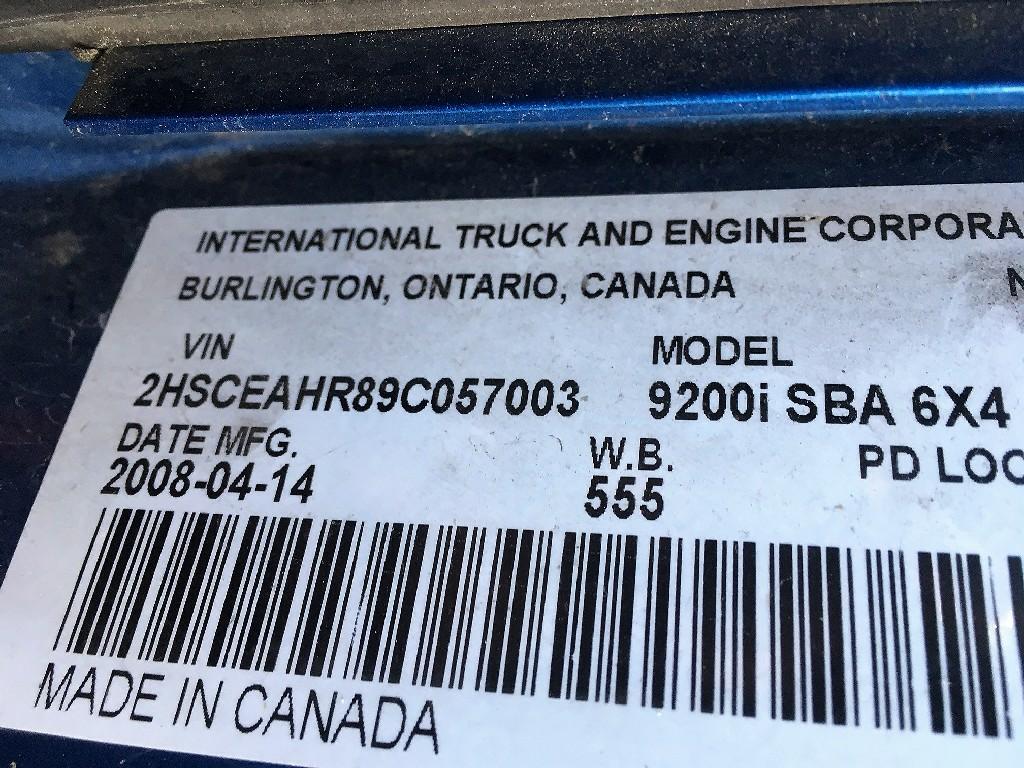 INTERNATIONAL TRUCK AND ENGINE CORPORA
BURLINGTON, ONTARIO, CANADA N
VIN MODEL
2HSCEAHR89C057003 9200i SBA 6X4
DATE MFG. W.B. PD LOC
2008-04-14 555
MADE IN CANADA